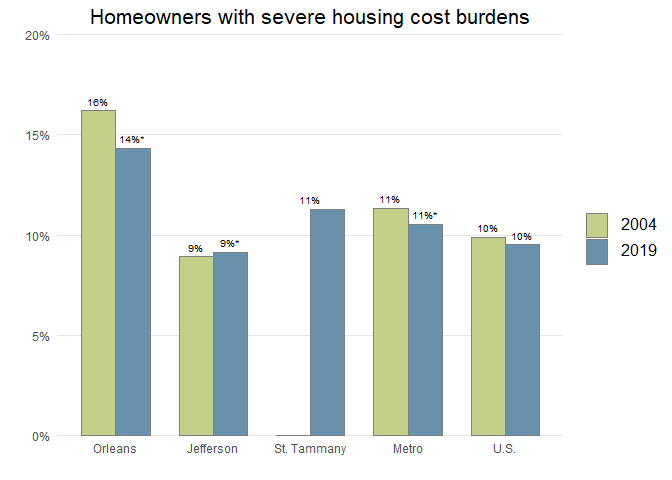 Homeowners with severe housing cost burdens
20%
15%
10%
5%
0%
16%
14%*
9%
9%*
11%
11%
11%*
10%
10%
Orleans
Jefferson
St. Tammany
Metro
U.S.
2004
2019